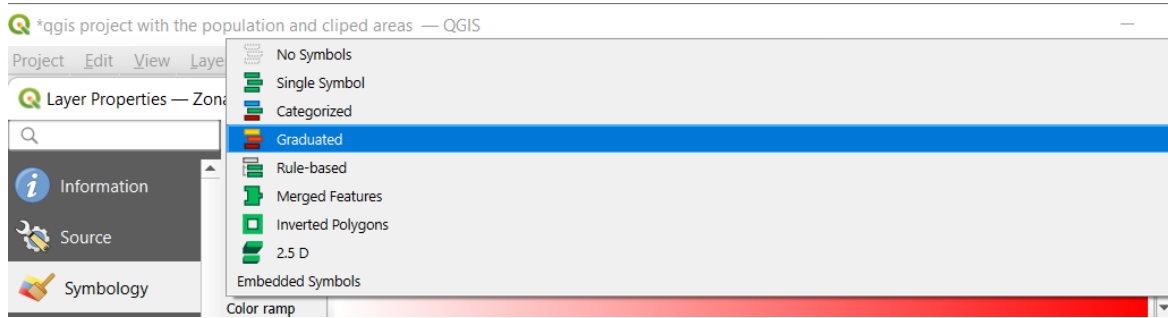 *qgis project with the population and cliped areas — QGIS
Project Edit View Laye
No Symbols
Single Symbol
Layer Properties — Zona
Categorized
Graduated
Rule-based
Information
Merged Features
Inverted Polygons
Source
2.5 D
Embedded Symbols
Symbology
Color ramp